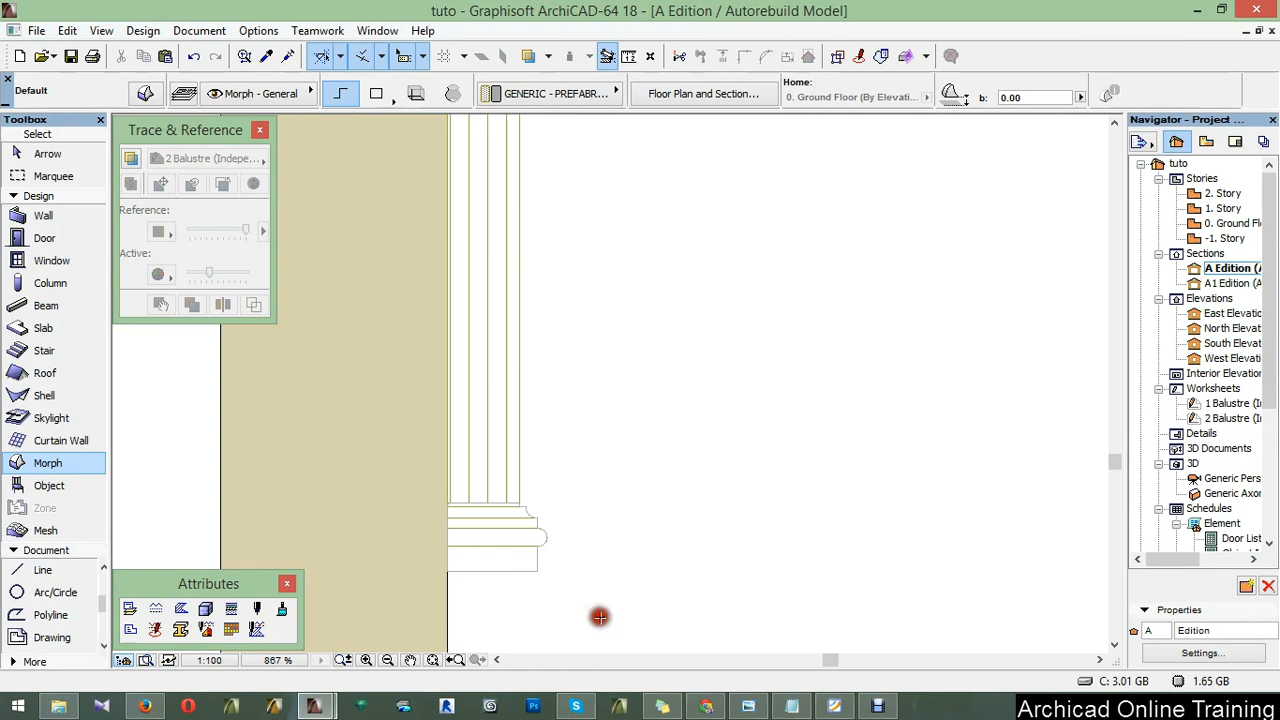 tuto - Graphisoft ArchiCAD-64 18 - [A Edition / Autorebuild Model]
File Edit View Design Document Options Teamwork Window Help
Default
Morph - General
GENERIC - PREFABR...
Floor Plan and Section...
Home:
0. Ground Floor (By Elevati...
b: 0.00
Toolbox
Select
Arrow
Marquee
Design
Wall
Door
Window
Column
Beam
Slab
Stair
Roof
Shell
Skylight
Curtain Wall
Morph
Object
Zone
Mesh
Document
Line
Arc/Circle
Polyline
Drawing
More
Trace & Reference
2 Balustre (Indepe...
Reference:
Active:
Attributes
1:100
867 %
Navigator - Project ...
tuto
Stories
2. Story
1. Story
0. Ground Fl
-1. Story
Sections
A Edition (A
A1 Edition (A
Elevations
East Elevatio
North Elevat
South Elevat
West Elevati
Interior Elevation
Worksheets
1 Balustre (In
2 Balustre (In
Details
3D Documents
3D
Generic Pers
Generic Axon
Schedules
Element
Door List
Properties
A Edition
Settings...
C: 3.01 GB
1.65 GB
Archicad Online Training